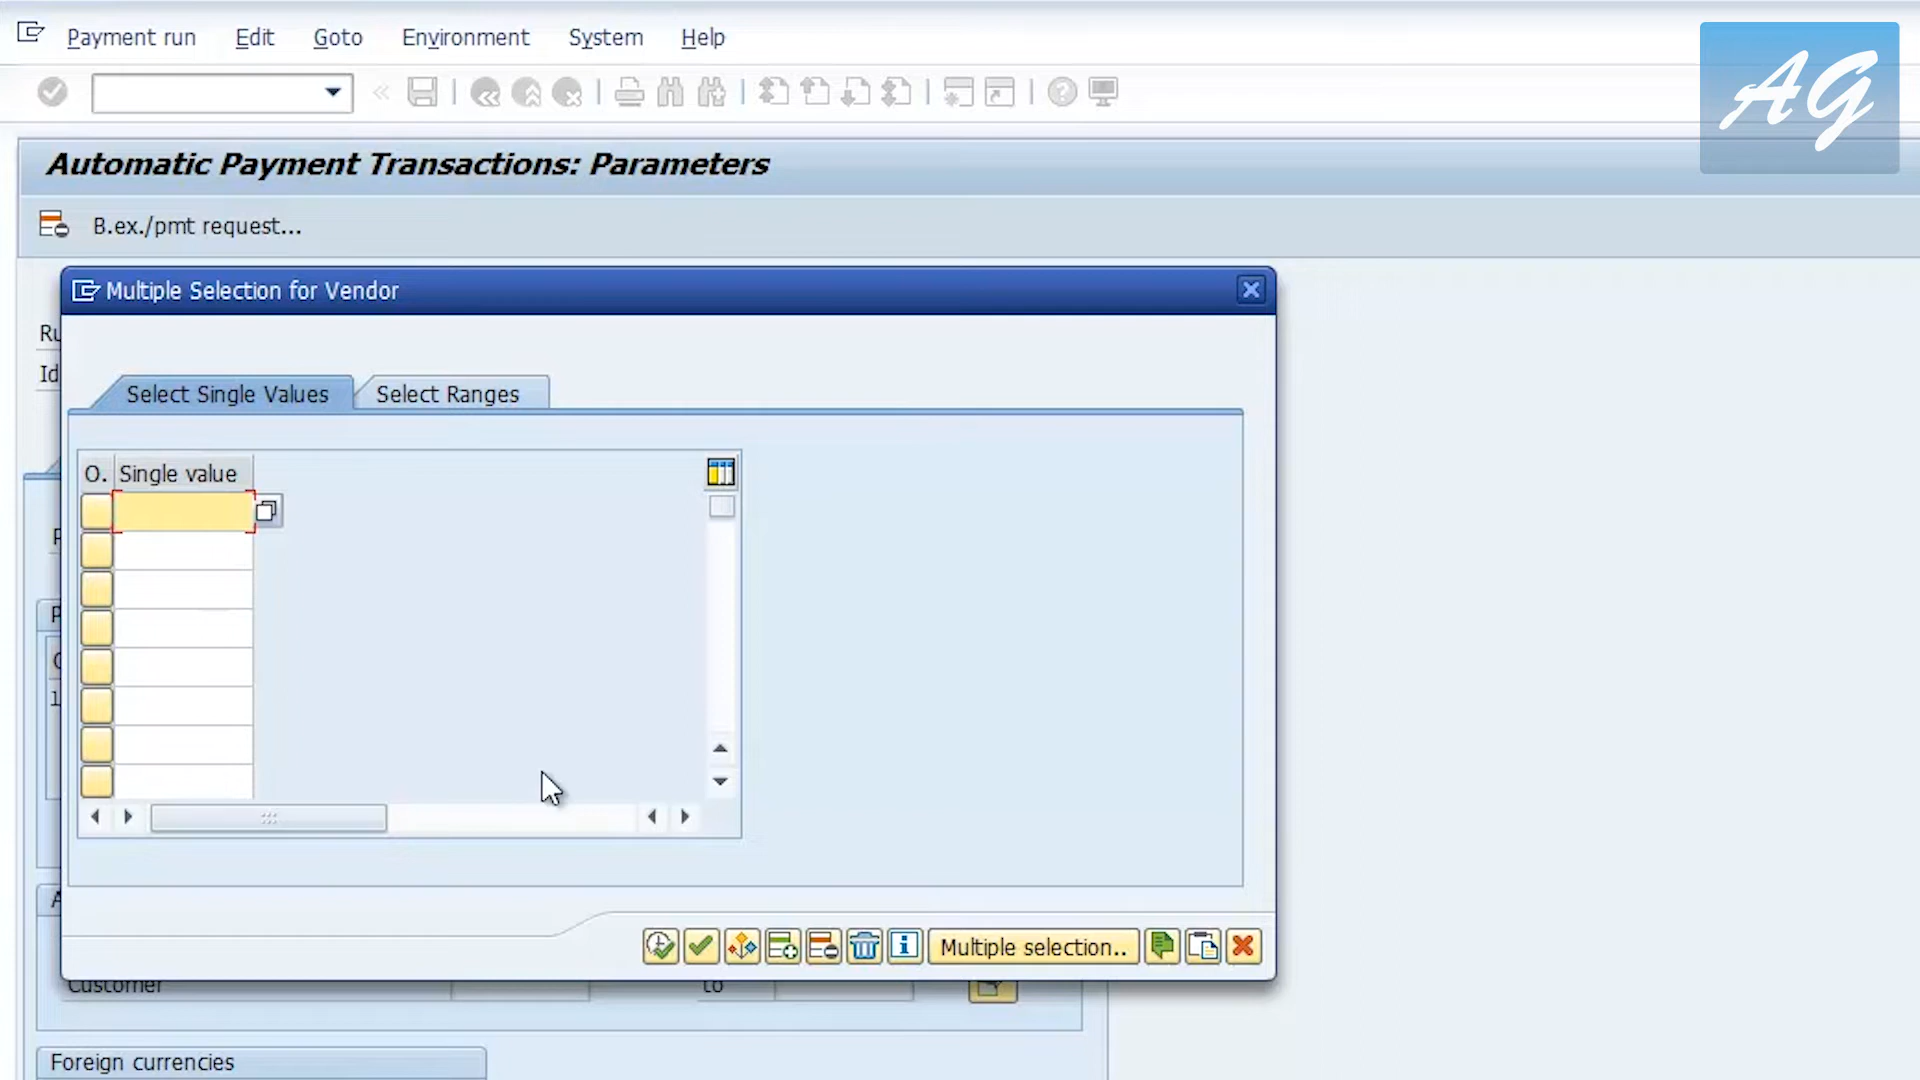 Payment run Edit Goto Environment System Help
AG
Automatic Payment Transactions: Parameters
B.ex./pmt request...
Multiple Selection for Vendor
Select Single Values Select Ranges
O. Single value
Multiple selection..
Customer to
Foreign currencies